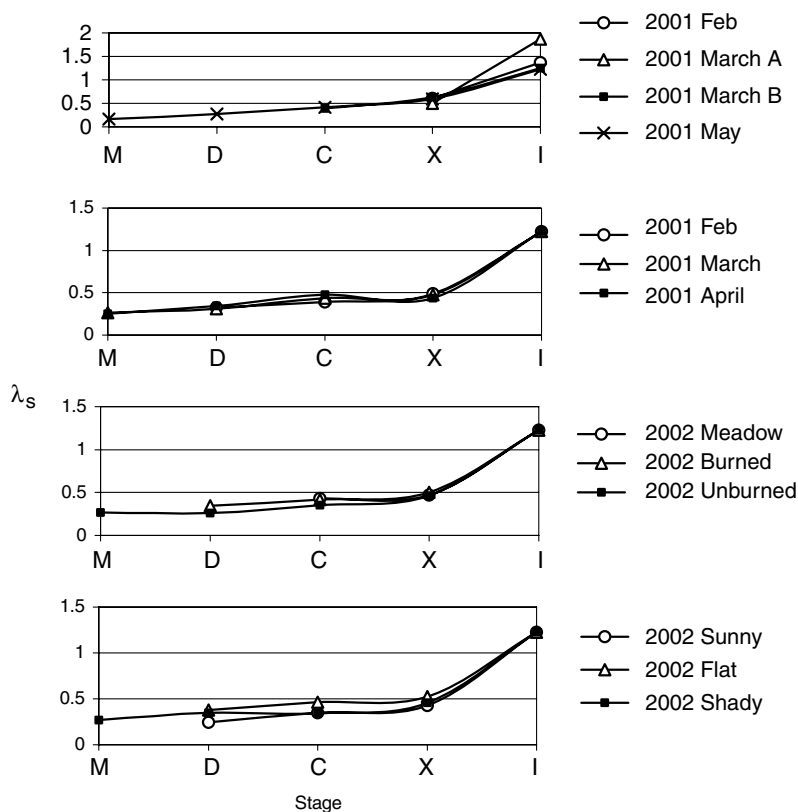 2
1.5
1
0.5
0
M D C X I
2001 Feb
2001 March A
2001 March B
2001 May
1.5
1
0.5
0
M D C X I
2001 Feb
2001 March
2001 April
λs
1.5
1
0.5
0
M D C X I
2002 Meadow
2002 Burned
2002 Unburned
1.5
1
0.5
0
M D C X I
2002 Sunny
2002 Flat
2002 Shady
Stage